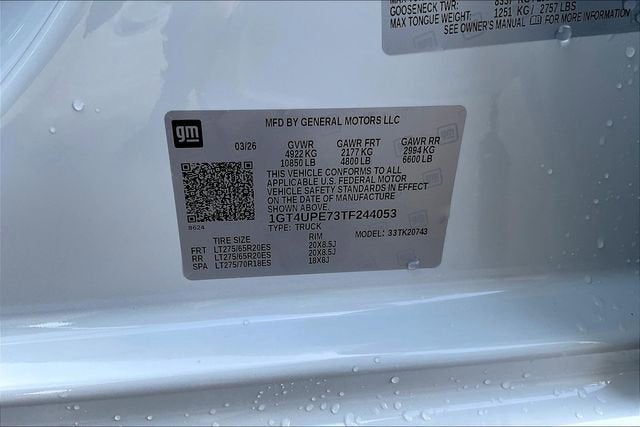 GOOSENECK TWR:
MAX TONGUE WEIGHT: 1251 KG / 2757 LBS
SEE OWNER'S MANUAL FOR MORE INFORMATION
gm
MFD BY GENERAL MOTORS LLC
03/26 GVWR GAWR FRT GAWR RR
4922 KG 2177 KG 2994 KG
10850 LB 4800 LB 6600 LB
THIS VEHICLE CONFORMS TO ALL
APPLICABLE U.S. FEDERAL MOTOR
VEHICLE SAFETY STANDARDS IN EFFECT
ON THE DATE OF MANUFACTURE
SHOWN ABOVE.
1GT4UPE73TF244053
8624
TYPE: TRUCK MODEL: 33TK20743
TIRE SIZE RIM
FRT LT275/65R20ES 20X8.5J
RR LT275/65R20ES 20X8.5J
SPA LT275/70R18ES 18X8J